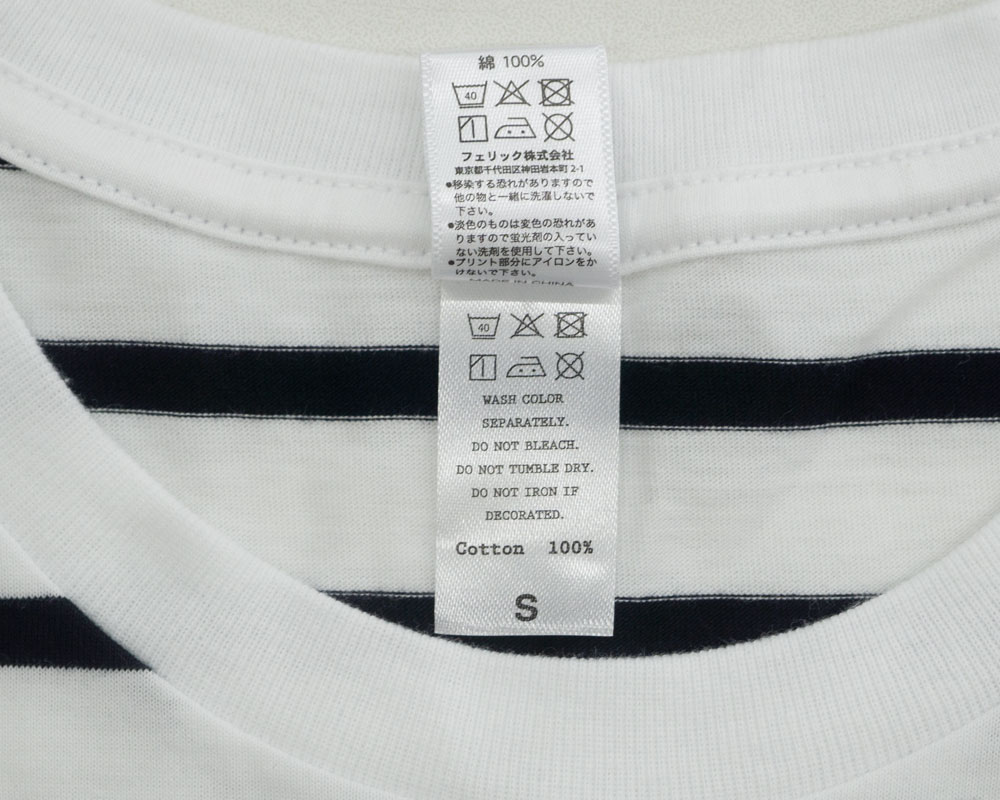 綿 100%
40
フェリック株式会社
東京都千代田区神田岩本町 2-1
●移染する恐れがありますので
他の物と一緒に洗濯しないで
下さい。
●淡色のものは変色の恐れがあ
りますので蛍光剤の入ってい
ない洗剤を使用して下さい。
●プリント部分にアイロンをか
けないで下さい。
MADE IN CHINA
40
WASH COLOR
SEPARATELY.
DO NOT BLEACH.
DO NOT TUMBLE DRY.
DO NOT IRON IF
DECORATED.
Cotton 100%
S